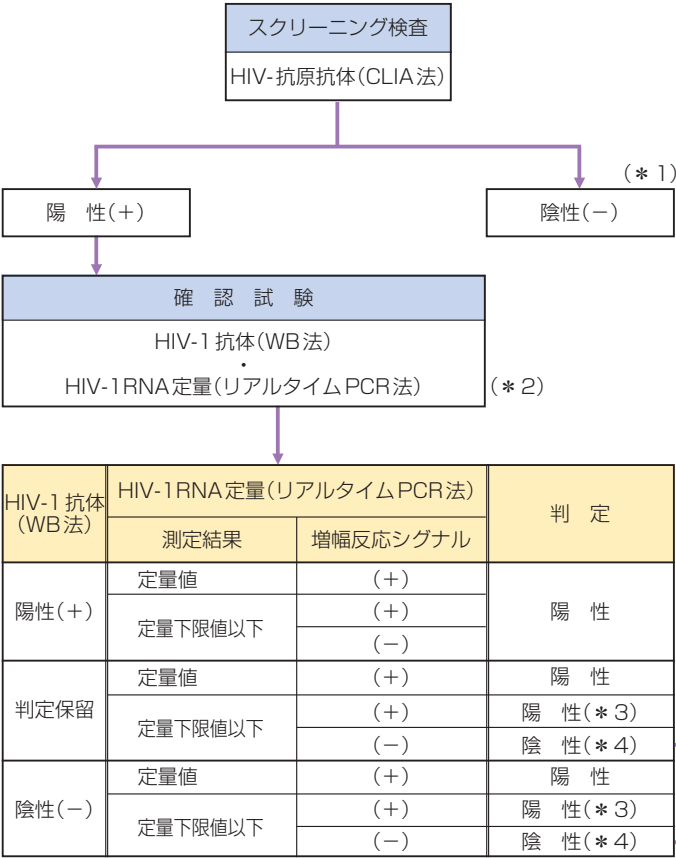 スクリーニング検査
HIV-抗原抗体(CLIA法)
(＊1)
陽　性(＋)
陰性(－)
確　認　試　験
HIV-1抗体(WB法)
・
HIV-1RNA定量(リアルタイムPCR法)
(＊2)
HIV-1抗体
(WB法)
HIV-1RNA定量(リアルタイムPCR法)
判　定
測定結果
増幅反応シグナル
陽性(＋)
定量値
(＋)
陽　性
定量下限値以下
(＋)
(－)
判定保留
定量値
(＋)
陽　性
定量下限値以下
(＋)
陽　性(＊3)
(－)
陰　性(＊4)
陰性(－)
定量値
(＋)
陽　性
定量下限値以下
(＋)
陽　性(＊3)
(－)
陰　性(＊4)